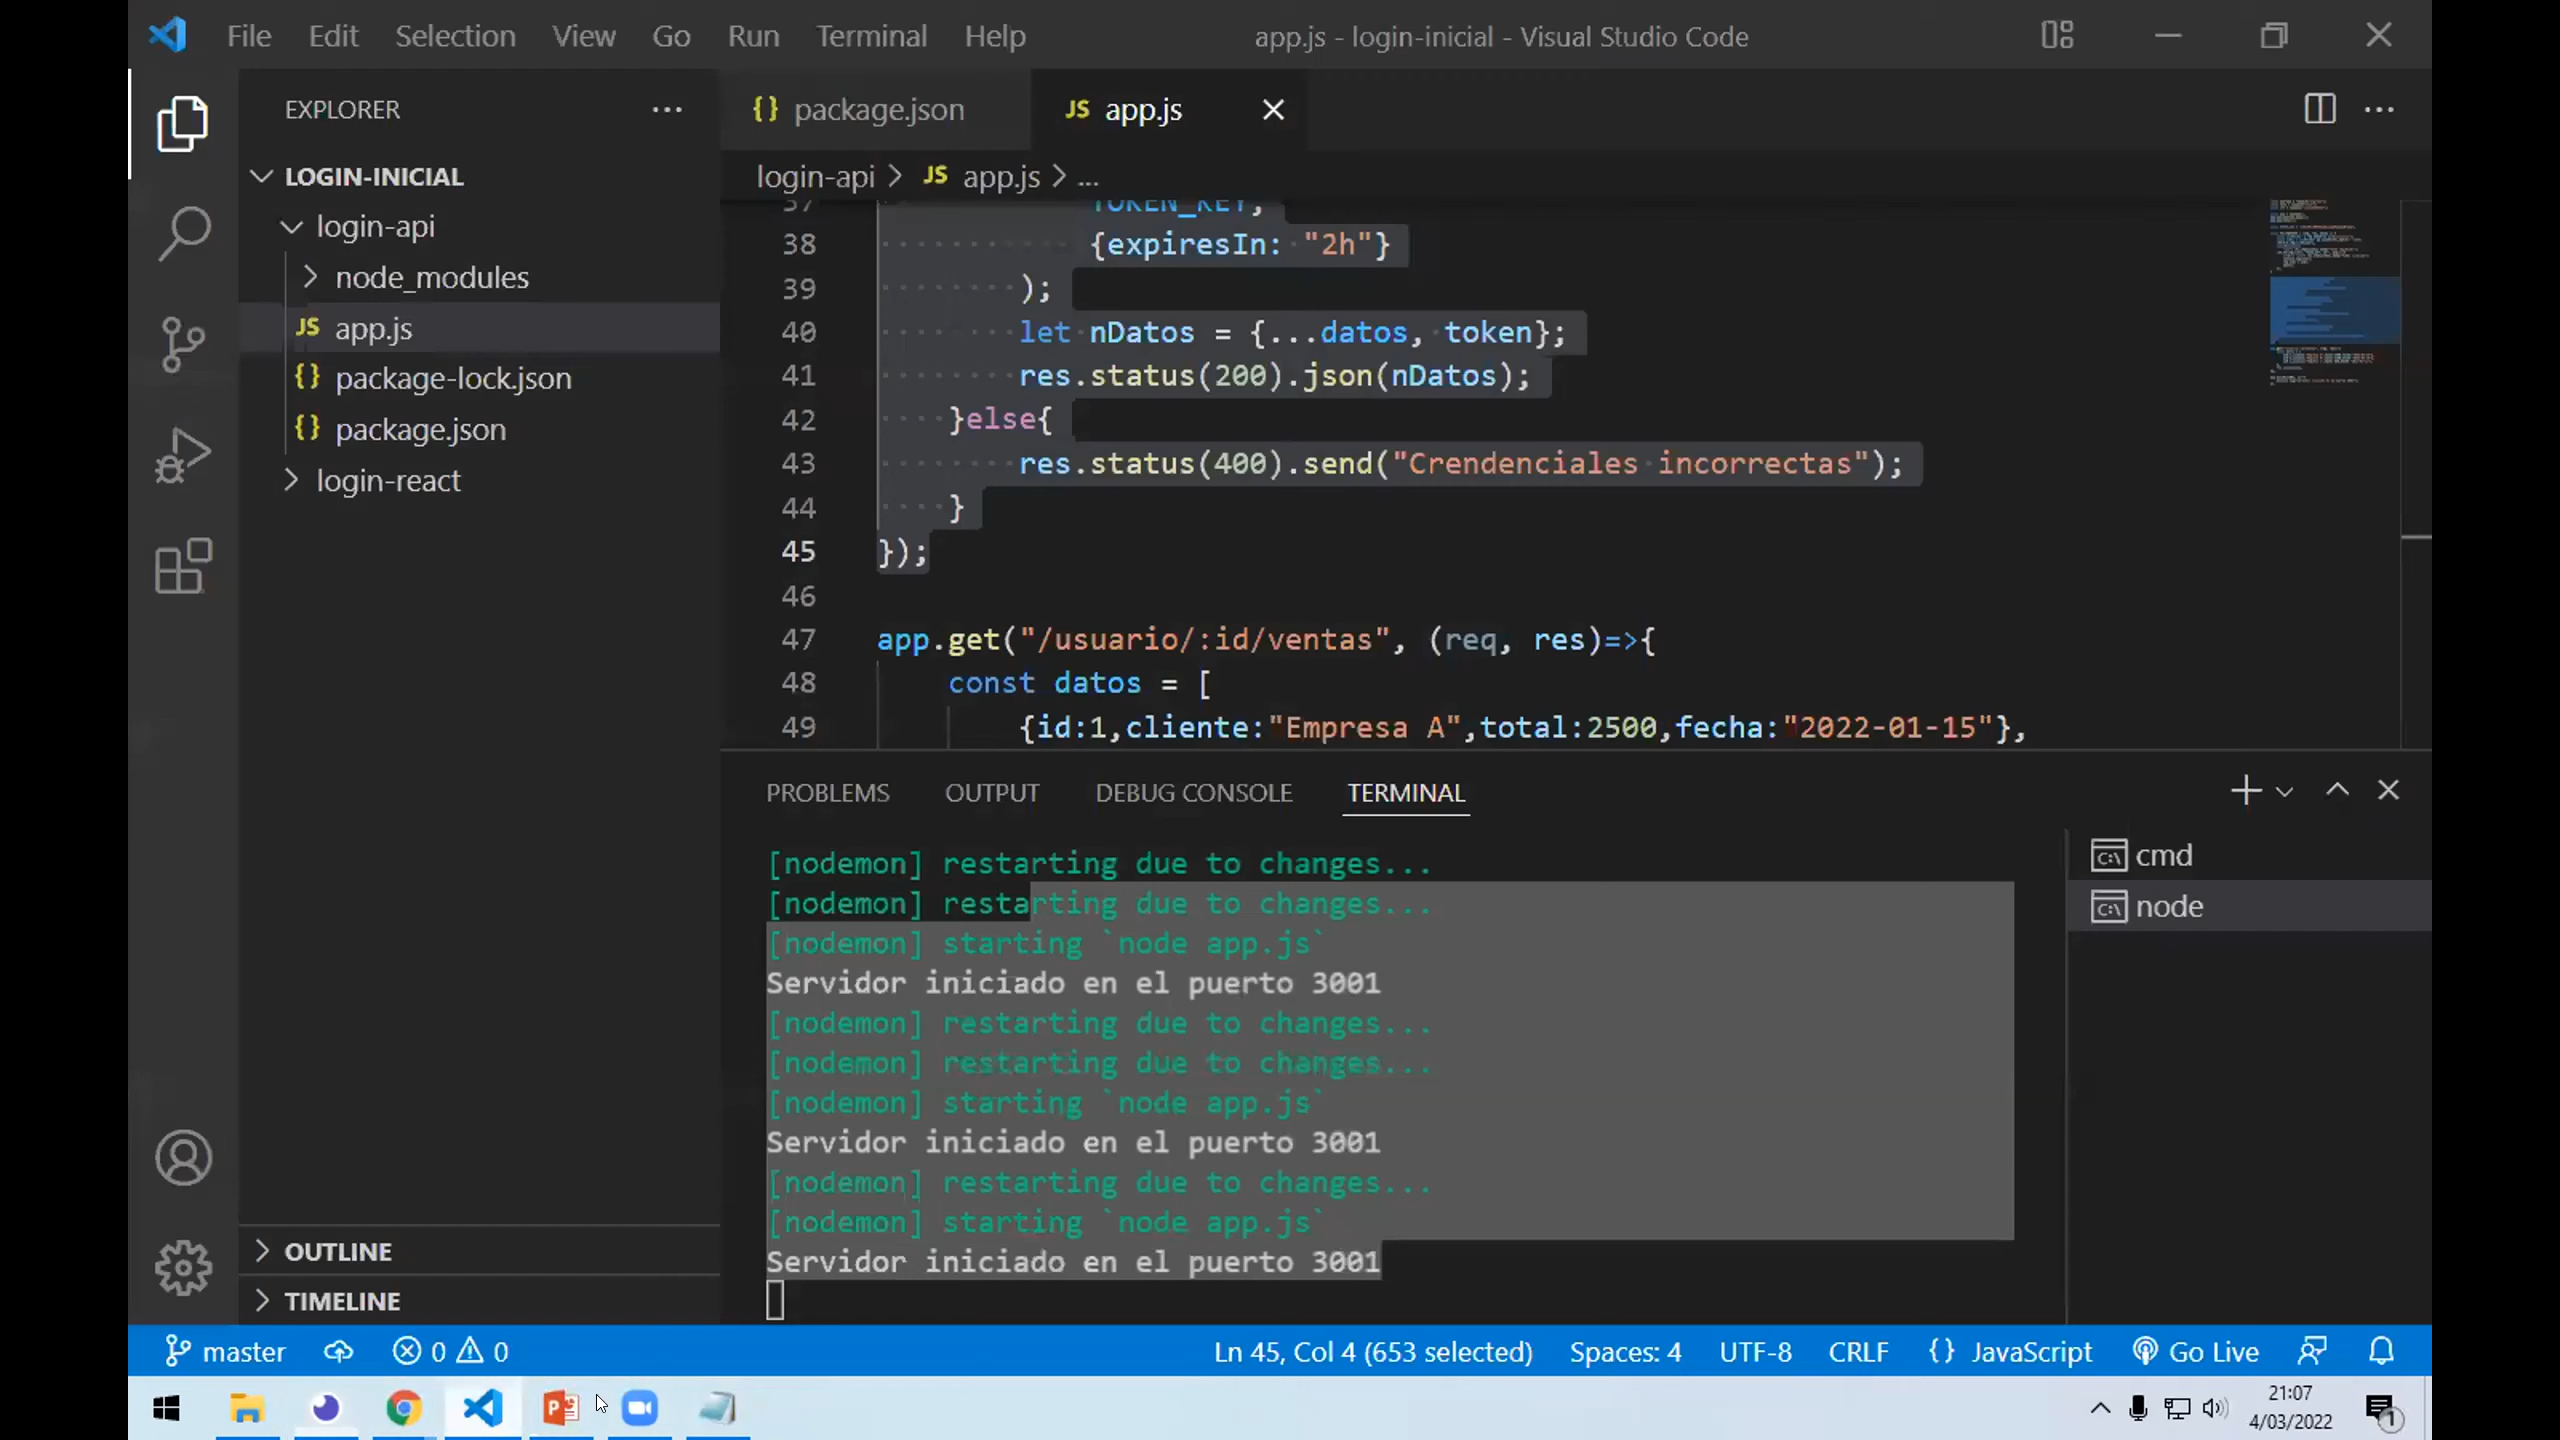 File Edit Selection View Go Run Terminal Help
app.js - login-inicial - Visual Studio Code
EXPLORER
LOGIN-INICIAL
login-api
node_modules
JS app.js
{} package-lock.json
{} package.json
login-react
OUTLINE
TIMELINE
{} package.json
JS app.js
login-api > JS app.js > ...
37 TOKEN_KEY,
38 {expiresIn: "2h"}
39 );
40 let nDatos = {...datos, token};
41 res.status(200).json(nDatos);
42 }else{
43 res.status(400).send("Crendenciales incorrectas");
44 }
45 });
46
47 app.get("/usuario/:id/ventas", (req, res)=>{
48 const datos = [
49 {id:1,cliente:"Empresa A",total:2500,fecha:"2022-01-15"},
PROBLEMS OUTPUT DEBUG CONSOLE TERMINAL
[nodemon] restarting due to changes...
[nodemon] restarting due to changes...
[nodemon] starting `node app.js`
Servidor iniciado en el puerto 3001
[nodemon] restarting due to changes...
[nodemon] restarting due to changes...
[nodemon] starting `node app.js`
Servidor iniciado en el puerto 3001
[nodemon] restarting due to changes...
[nodemon] starting `node app.js`
Servidor iniciado en el puerto 3001
cmd
node
master 0 0 Ln 45, Col 4 (653 selected) Spaces: 4 UTF-8 CRLF {} JavaScript Go Live
21:07
4/03/2022
1